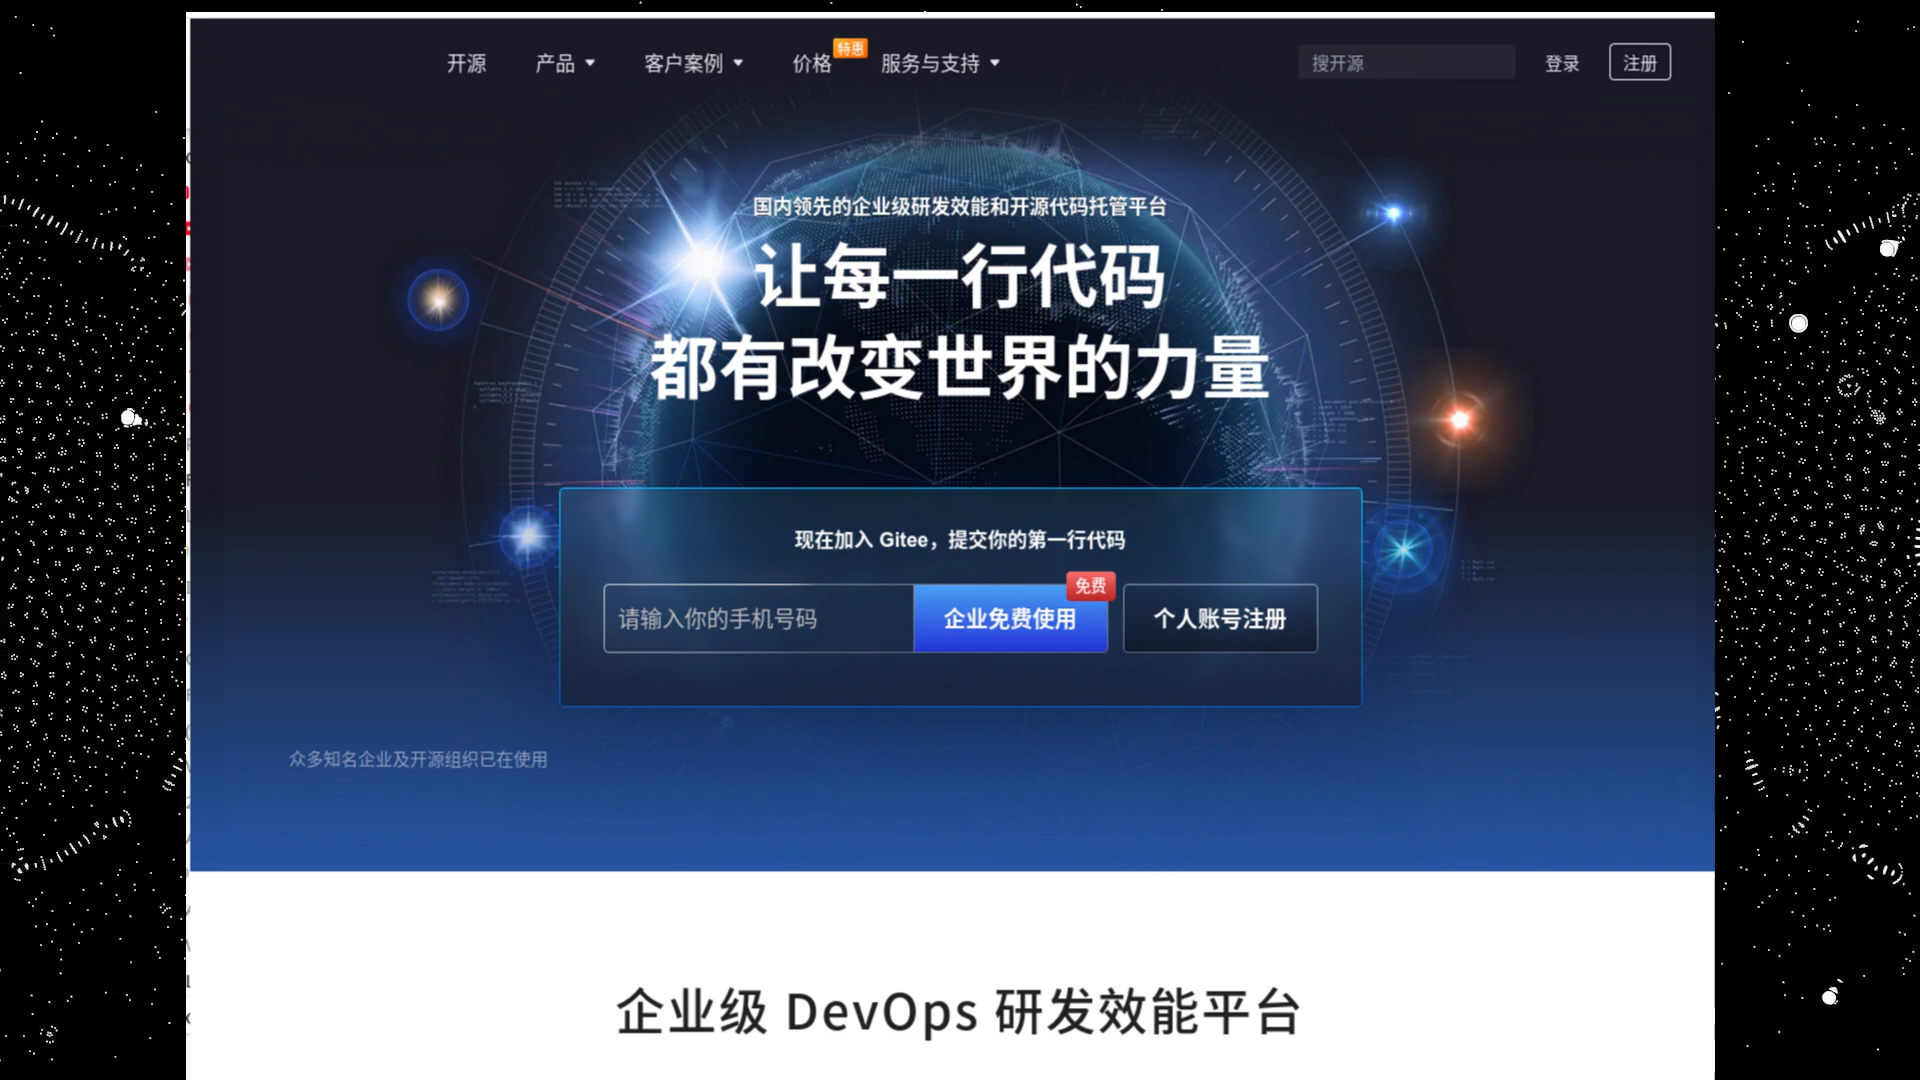 开源 产品 客户案例 价格 特惠 服务与支持 搜开源 登录 注册
国内领先的企业级研发效能和开源代码托管平台
让每一行代码
都有改变世界的力量
现在加入 Gitee，提交你的第一行代码
免费
请输入你的手机号码 企业免费使用 个人账号注册
众多知名企业及开源组织已在使用
企业级 DevOps 研发效能平台